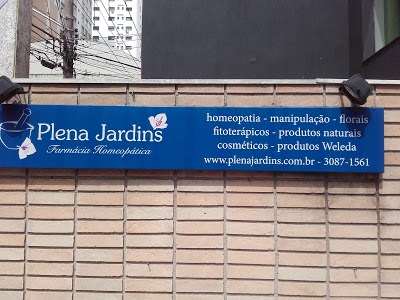 Plena Jardins
Farmácia Homeopática
homeopatia - manipulação - florais
fitoterápicos - produtos naturais
cosméticos - produtos Weleda
www.plenajardins.com.br - 3087-1561